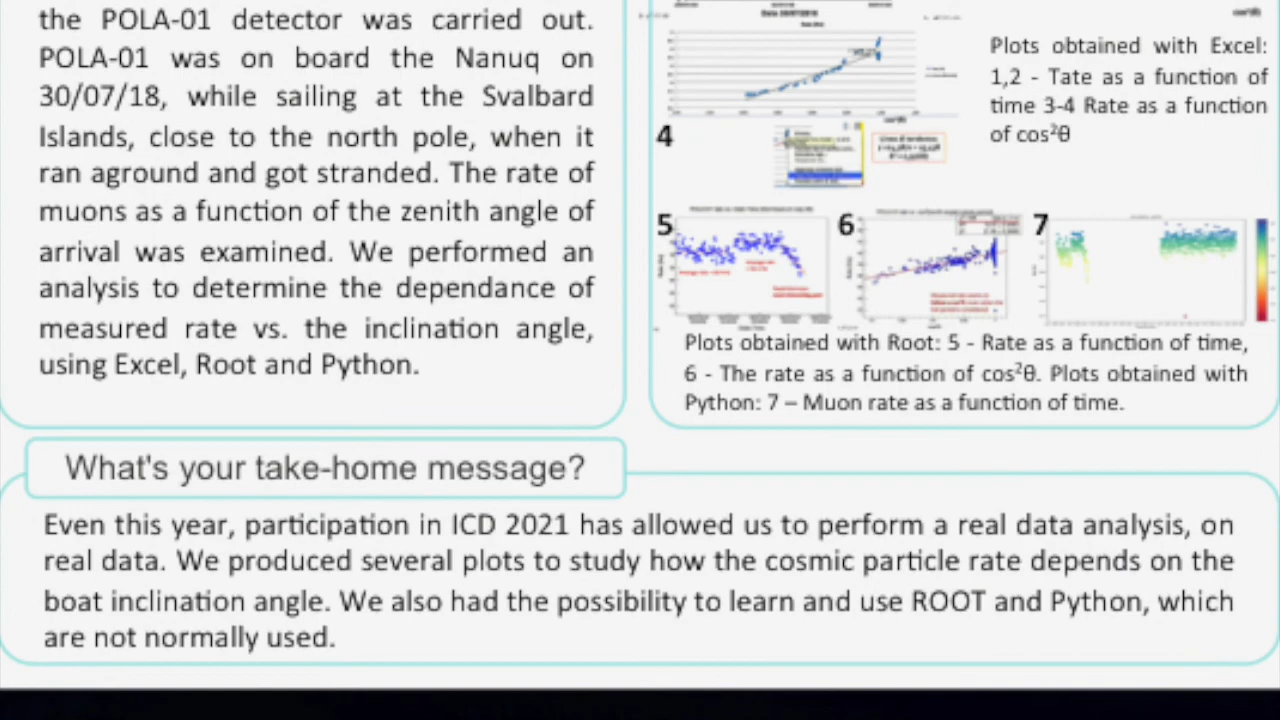 the POLA-01 detector was carried out.
POLA-01 was on board the Nanuq on
30/07/18, while sailing at the Svalbard
Islands, close to the north pole, when it
ran aground and got stranded. The rate of
muons as a function of the zenith angle of
arrival was examined. We performed an
analysis to determine the dependance of
measured rate vs. the inclination angle,
using Excel, Root and Python.
Plots obtained with Excel:
1,2 - Tate as a function of
time 3-4 Rate as a function
of cos²θ
4
5
6
7
Plots obtained with Root: 5 - Rate as a function of time,
6 - The rate as a function of cos²θ. Plots obtained with
Python: 7 – Muon rate as a function of time.
What's your take-home message?
Even this year, participation in ICD 2021 has allowed us to perform a real data analysis, on
real data. We produced several plots to study how the cosmic particle rate depends on the
boat inclination angle. We also had the possibility to learn and use ROOT and Python, which
are not normally used.